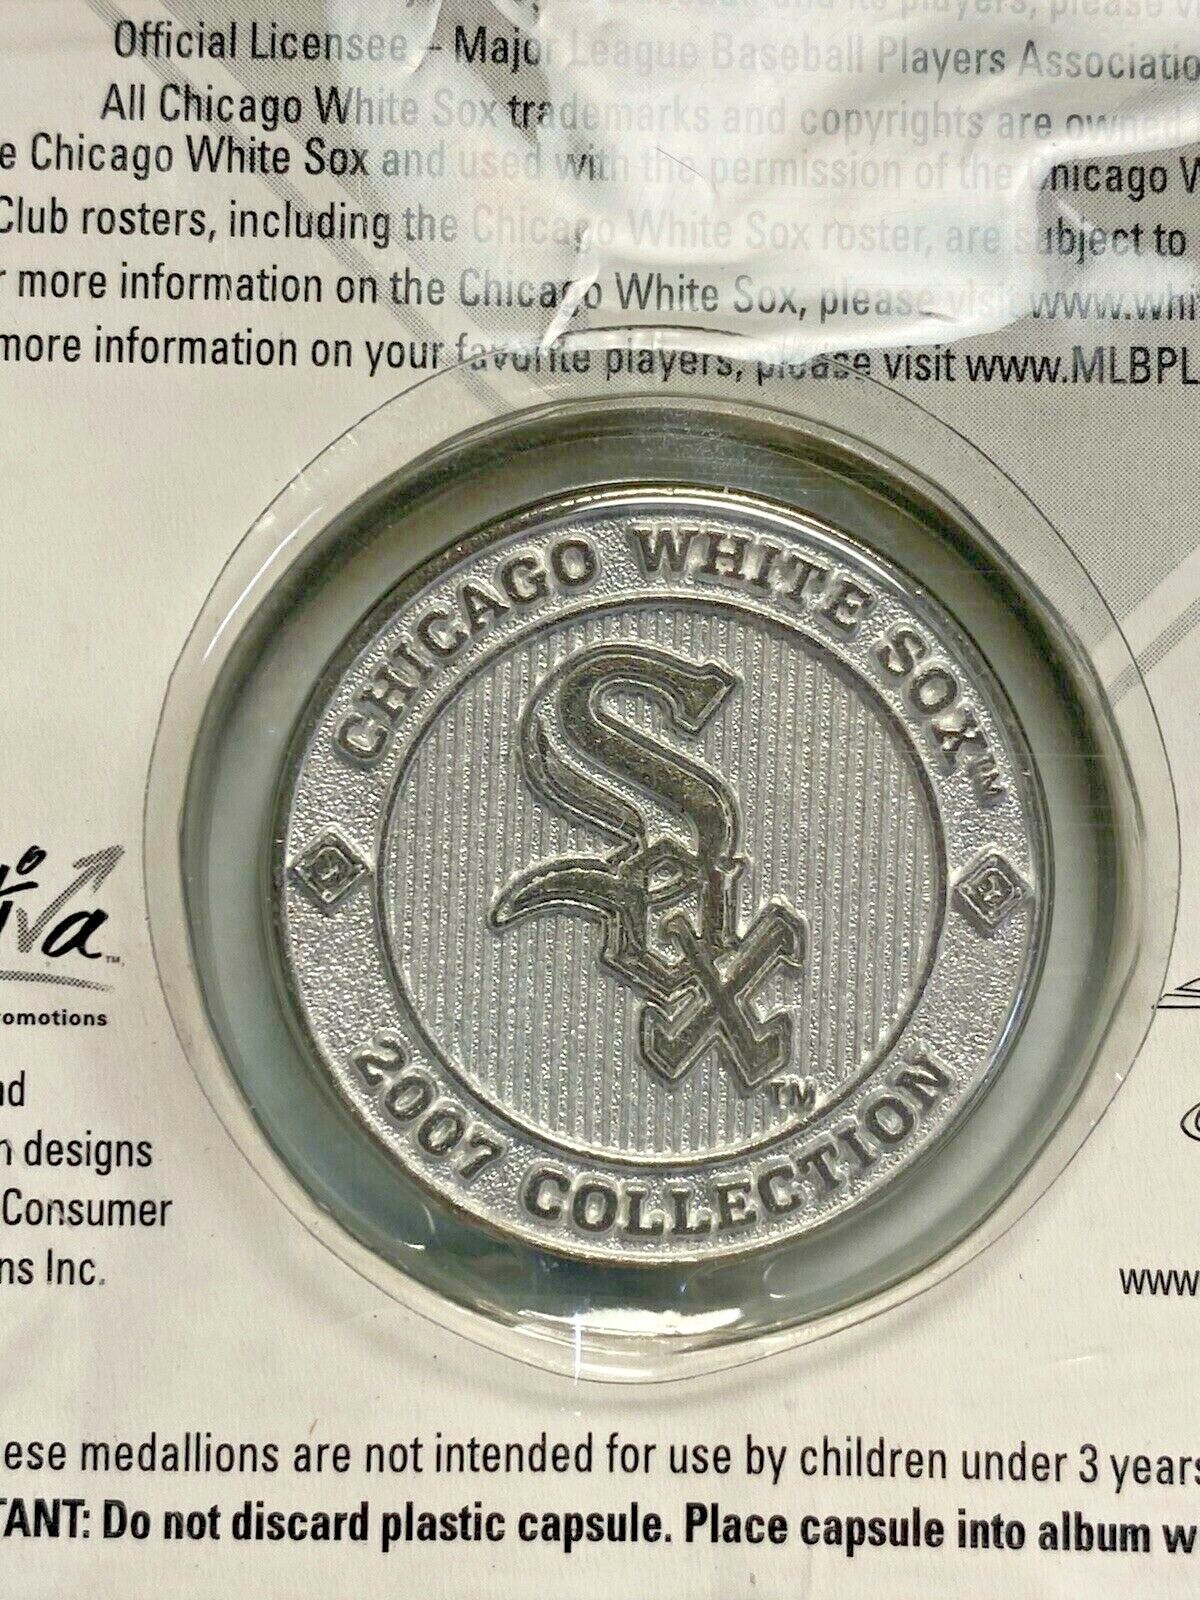 Official Licensee - Major League Baseball Players Associatio
All Chicago White Sox trademarks and copyrights are owned
e Chicago White Sox and used with the permission of the Chicago W
Club rosters, including the Chicago White Sox roster, are subject to
r more information on the Chicago White Sox, please visit www.whi
more information on your favorite players, please visit www.MLBPL
CHICAGO WHITE SOX™
Sox
TM
2007 COLLECTION
iva™
romotions
nd
n designs
Consumer
ns Inc.
www.
ese medallions are not intended for use by children under 3 years
TANT: Do not discard plastic capsule. Place capsule into album w